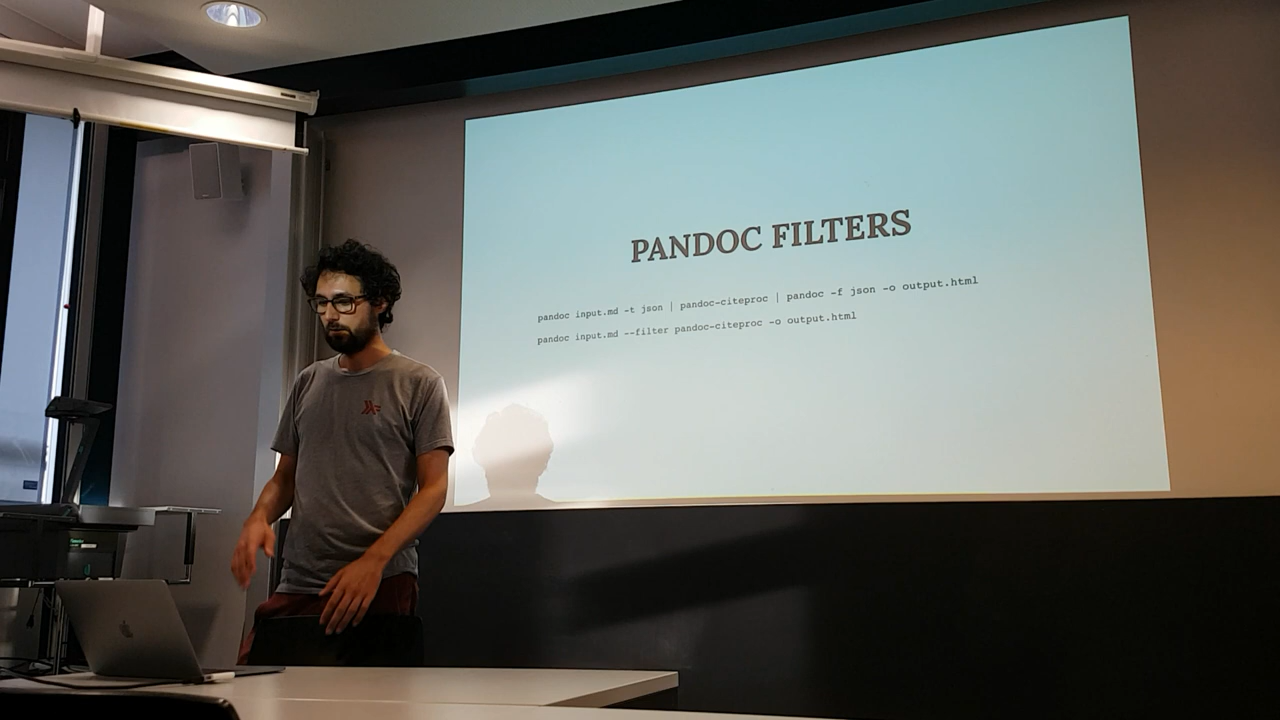 PANDOC FILTERS
pandoc input.md -t json | pandoc-citeproc | pandoc -f json -o output.html
pandoc input.md --filter pandoc-citeproc -o output.html